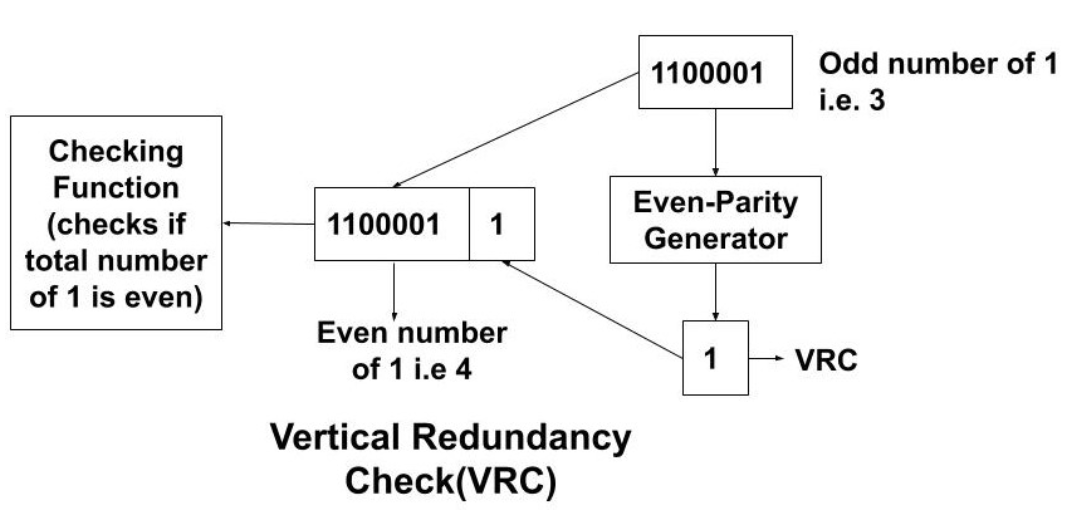 1100001
Odd number of 1
i.e. 3
Checking
Function
(checks if
total number
of 1 is even)
1100001
1
Even-Parity
Generator
Even number
of 1 i.e 4
1
VRC
Vertical Redundancy
Check(VRC)